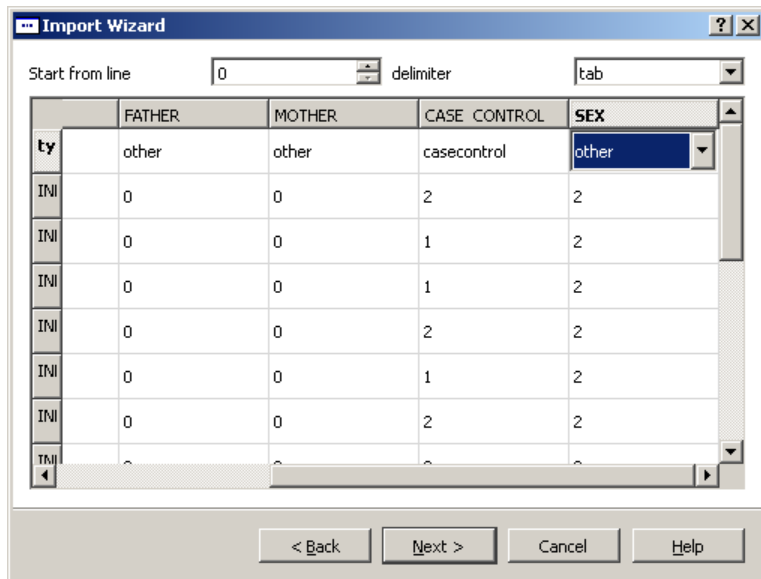 Import Wizard
Start from line 0 delimiter tab
FATHER MOTHER CASE CONTROL SEX
ty other other casecontrol other
INI 0 0 2 2
INI 0 0 1 2
INI 0 0 1 2
INI 0 0 2 2
INI 0 0 1 2
INI 0 0 2 2
INI
< Back Next > Cancel Help